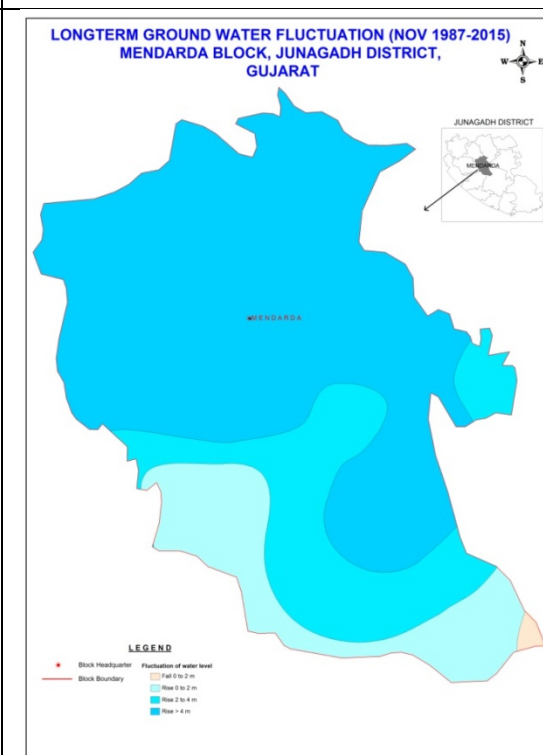 LONGTERM GROUND WATER FLUCTUATION (NOV 1987-2015)
MENDARDA BLOCK, JUNAGADH DISTRICT,
GUJARAT
N
W E
S
JUNAGADH DISTRICT
MENDARDA
MENDARDA
LEGEND
Block Headquarter
Block Boundary
Fluctuation of water level
Fall 0 to 2 m
Rise 0 to 2 m
Rise 2 to 4 m
Rise > 4 m